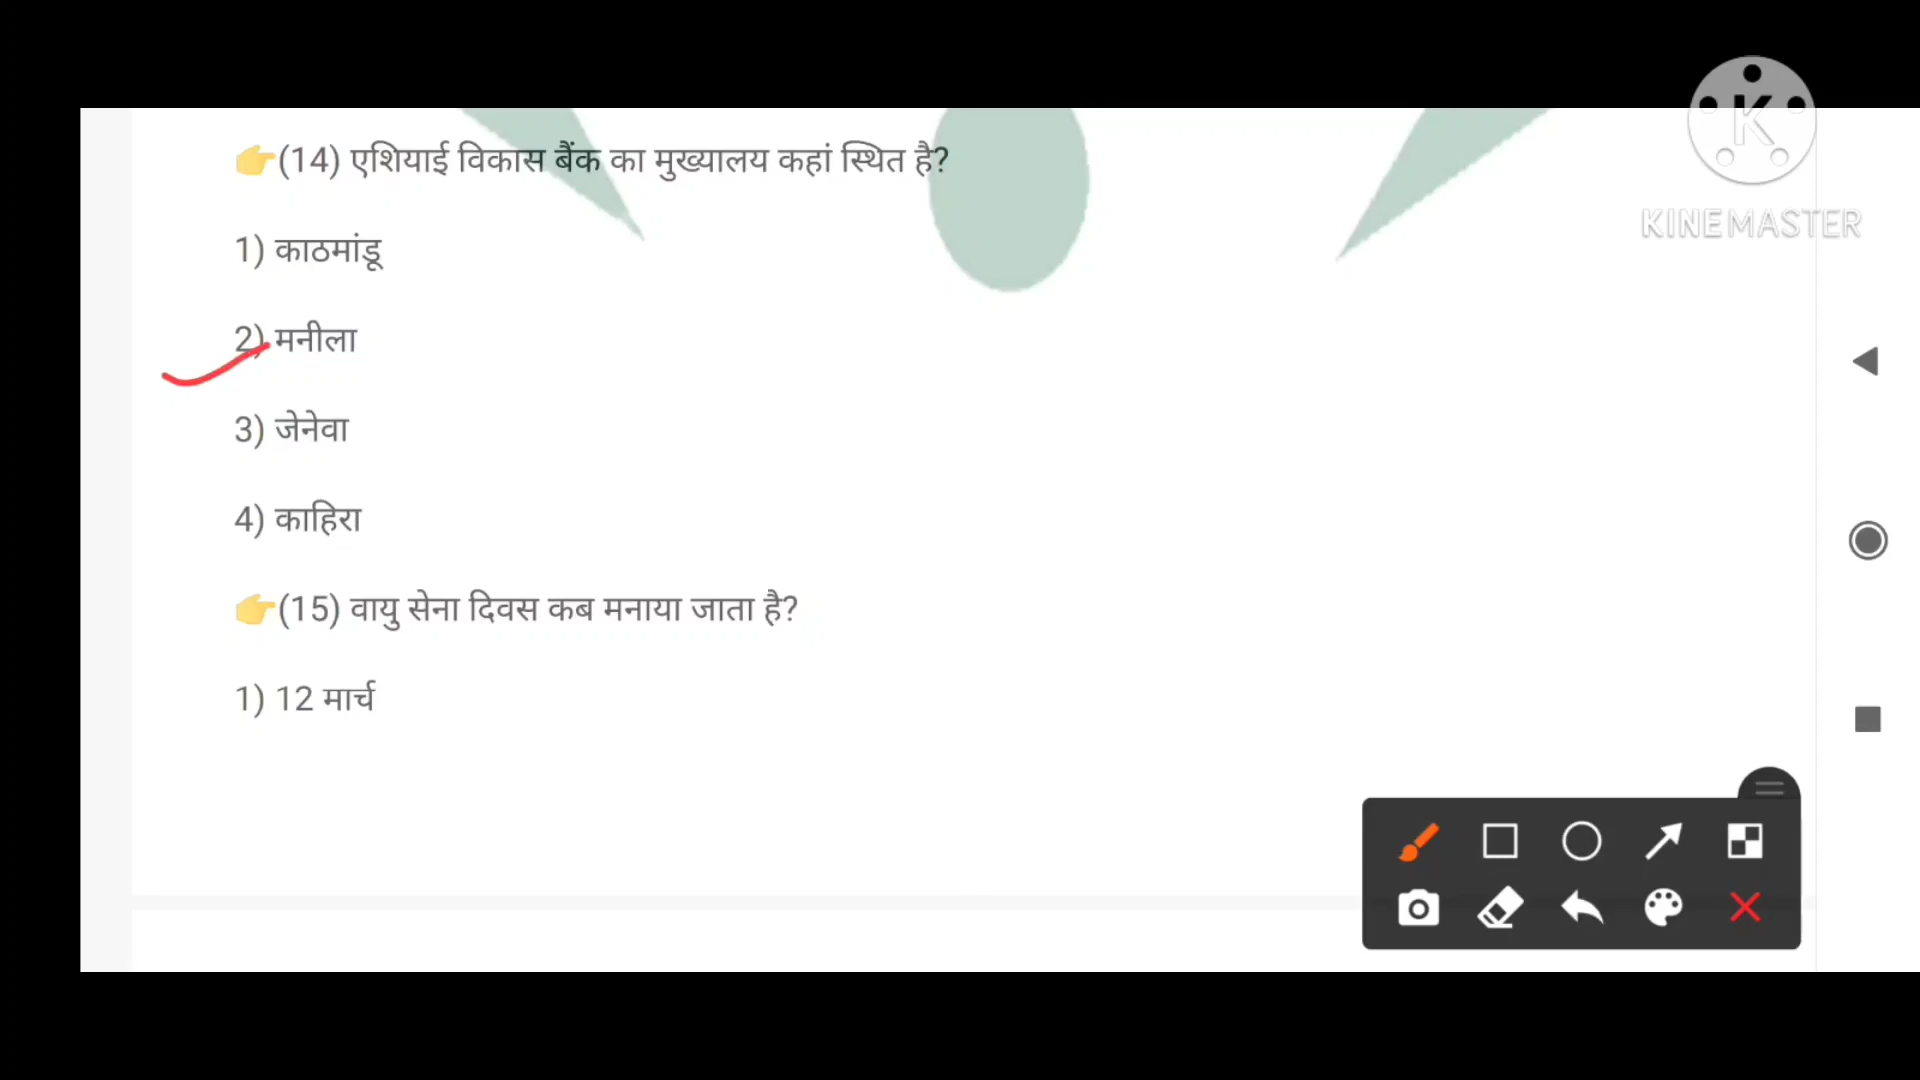 👉(14) एशियाई विकास बैंक का मुख्यालय कहां स्थित है?
1) काठमांडू
2) मनीला
3) जेनेवा
4) काहिरा
👉(15) वायु सेना दिवस कब मनाया जाता है?
1) 12 मार्च
K
KINEMASTER